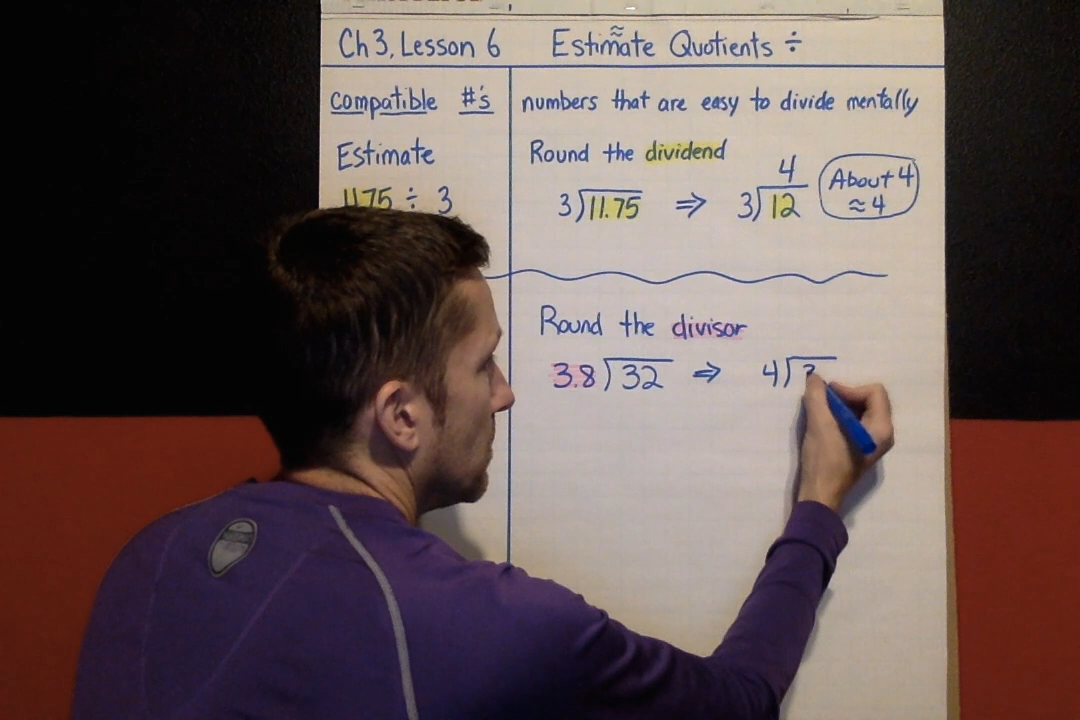 Ch 3, Lesson 6 Estimate Quotients ÷
≈
compatible #'s
numbers that are easy to divide mentally
Estimate
11.75 ÷ 3
Round the dividend
4
3)11.75 ⇒ 3)12
About 4
≈ 4
Round the divisor
3.8)32 ⇒ 4)3